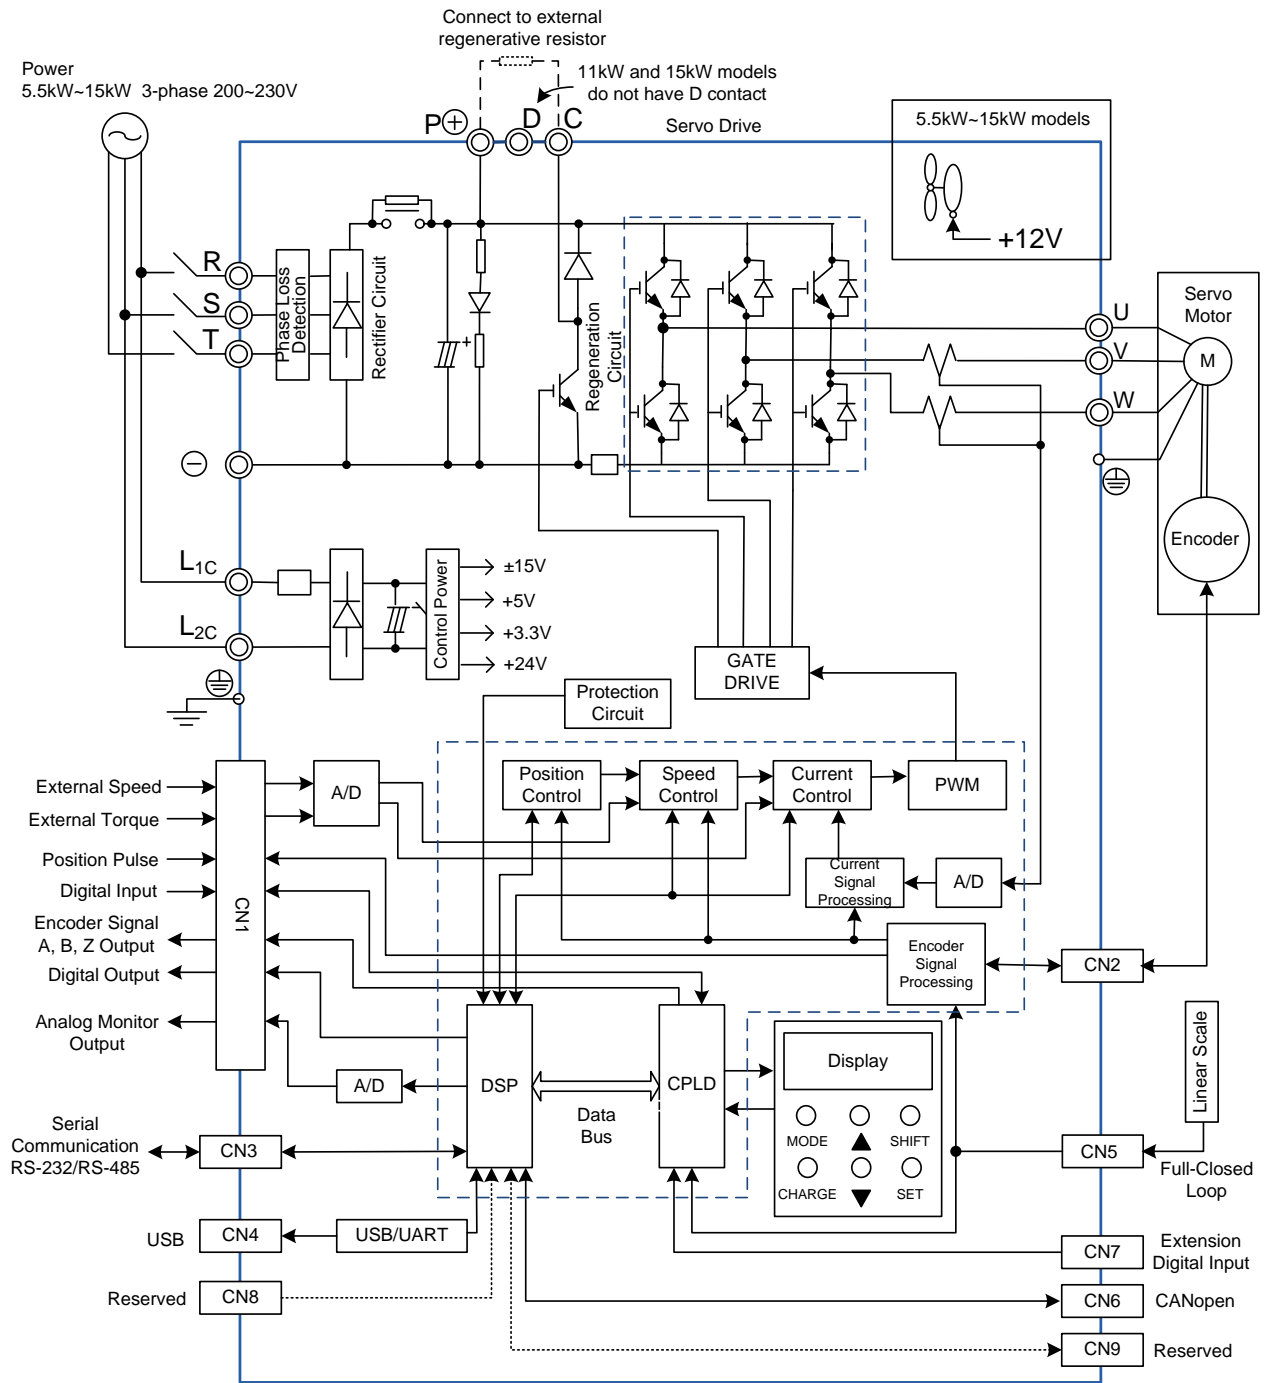 Connect to external
regenerative resistor
Power
5.5kW~15kW 3-phase 200~230V
11kW and 15kW models
do not have D contact
P⊕
D
C
Servo Drive
5.5kW~15kW models
+12V
R
S
T
Phase Loss
Detection
Rectifier Circuit
+
Regeneration
Circuit
U
V
W
Servo
Motor
M
Encoder
⊖
L1C
L2C
Control Power
±15V
+5V
+3.3V
+24V
GATE
DRIVE
Protection
Circuit
External Speed
External Torque
Position Pulse
Digital Input
Encoder Signal
A, B, Z Output
Digital Output
Analog Monitor
Output
CN1
A/D
Position
Control
Speed
Control
Current
Control
PWM
Current
Signal
Processing
A/D
Encoder
Signal
Processing
CN2
DSP
A/D
Data
Bus
CPLD
Display
MODE
▲
SHIFT
CHARGE
▼
SET
Linear Scale
Serial
Communication
RS-232/RS-485
CN3
CN5
Full-Closed
Loop
USB
CN4
USB/UART
CN7
Extension
Digital Input
Reserved
CN8
CN6
CANopen
CN9
Reserved